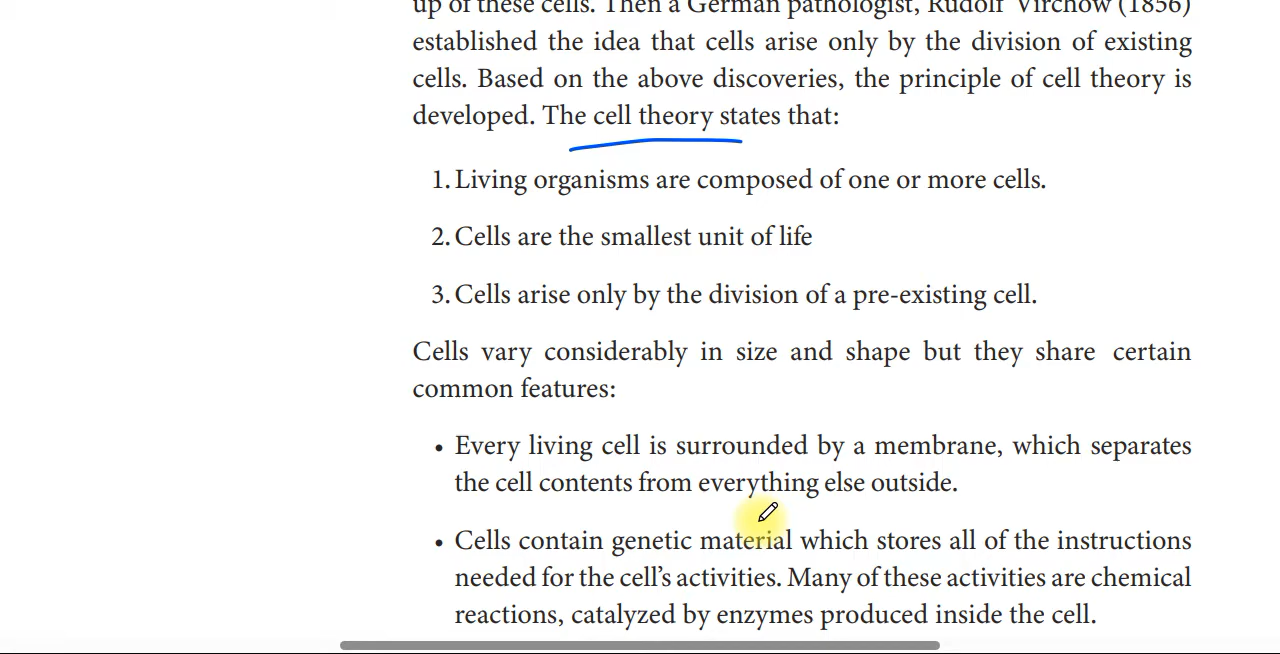 up of these cells. Then a German pathologist, Rudolf Virchow (1856)
established the idea that cells arise only by the division of existing
cells. Based on the above discoveries, the principle of cell theory is
developed. The cell theory states that:
1. Living organisms are composed of one or more cells.
2. Cells are the smallest unit of life
3. Cells arise only by the division of a pre-existing cell.
Cells vary considerably in size and shape but they share certain
common features:
• Every living cell is surrounded by a membrane, which separates
the cell contents from everything else outside.
• Cells contain genetic material which stores all of the instructions
needed for the cell’s activities. Many of these activities are chemical
reactions, catalyzed by enzymes produced inside the cell.